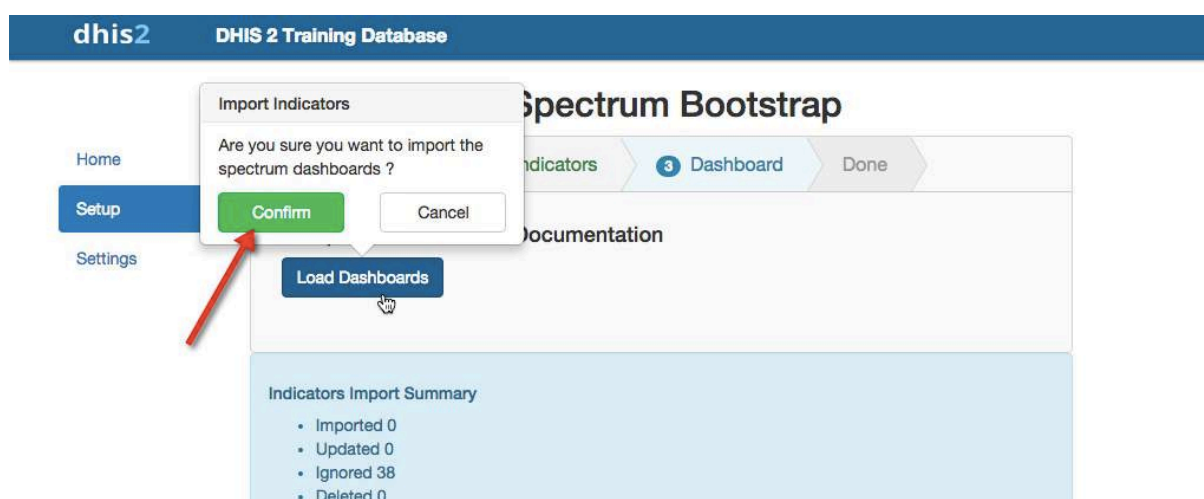 dhis2 DHIS 2 Training Database
Spectrum Bootstrap
Import Indicators
Are you sure you want to import the
spectrum dashboards ?
Confirm Cancel
Home
Setup
Settings
ndicators 3 Dashboard Done
Documentation
Load Dashboards
Indicators Import Summary
• Imported 0
• Updated 0
• Ignored 38
• Deleted 0